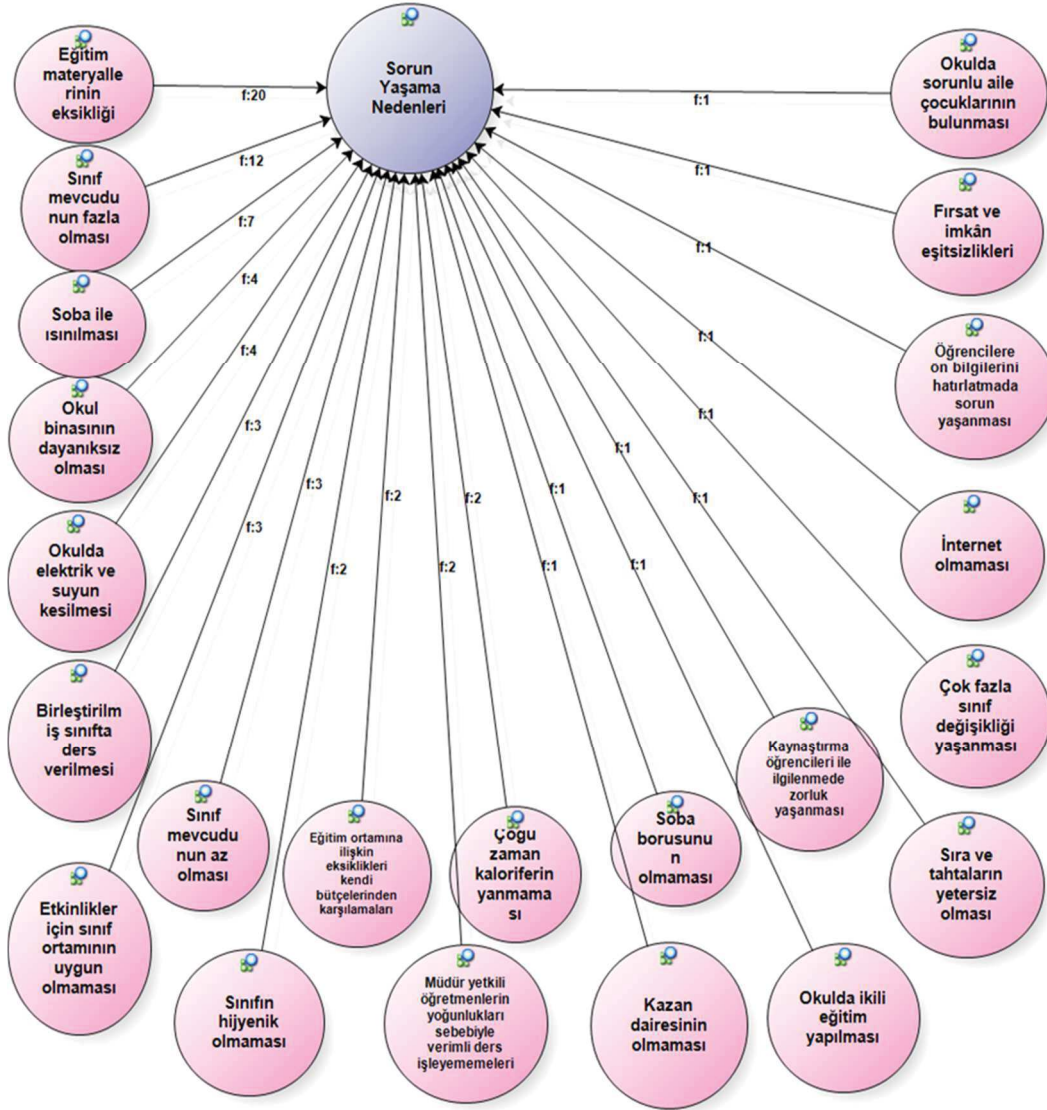 Sorun
Yaşama
Nedenleri
Eğitim
materyalle
rinin
eksikliği
f:20
Sınıf
mevcudu
nun fazla
olması
f:12
Soba ile
ısınılması
f:7
Okul
binasının
dayanıksız
olması
f:4
Okulda
elektrik ve
suyun
kesilmesi
f:4
Birleştirilm
iş sınıfta
ders
verilmesi
f:3
Etkinlikler
için sınıf
ortamının
uygun
olmaması
f:3
Sınıf
mevcudu
nun az
olması
f:3
Sınıfın
hijyenik
olmaması
f:2
Eğitim ortamına
ilişkin
eksiklikleri
kendi
bütçelerinden
karşılamaları
f:2
Müdür yetkili
öğretmenlerin
yoğunlukları
sebebiyle
verimli ders
işleyememeleri
f:2
Çoğu
zaman
kaloriferin
yanmama
sı
f:2
Kazan
dairesinin
olmaması
f:1
Soba
borusunu
n
olmaması
f:1
Okulda ikili
eğitim
yapılması
f:1
Kaynaştırma
öğrencileri ile
ilgilenmede
zorluk
yaşanması
f:1
Sıra ve
tahtaların
yetersiz
olması
f:1
Çok fazla
sınıf
değişikliği
yaşanması
f:1
İnternet
olmaması
f:1
Öğrencilere
ön bilgilerini
hatırlatmada
sorun
yaşanması
f:1
Fırsat ve
imkân
eşitsizlikleri
f:1
Okulda
sorunlu aile
çocuklarının
bulunması
f:1